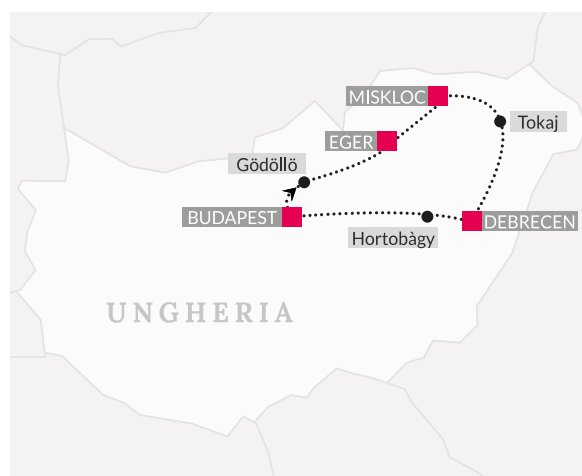 MISKLOC
Tokaj
EGER
Gödöllö
BUDAPEST
DEBRECEN
Hortobàgy
UNGHERIA